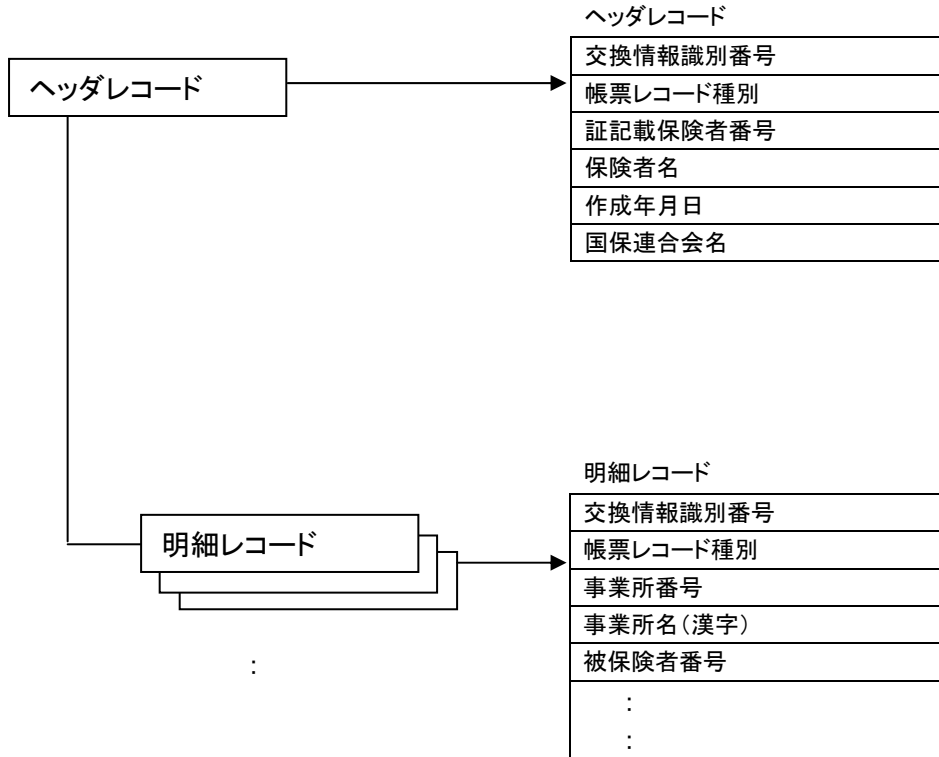 ヘッダレコード
ヘッダレコード
交換情報識別番号
帳票レコード種別
証記載保険者番号
保険者名
作成年月日
国保連合会名
明細レコード
明細レコード
交換情報識別番号
帳票レコード種別
事業所番号
事業所名(漢字)
被保険者番号
:
:
: